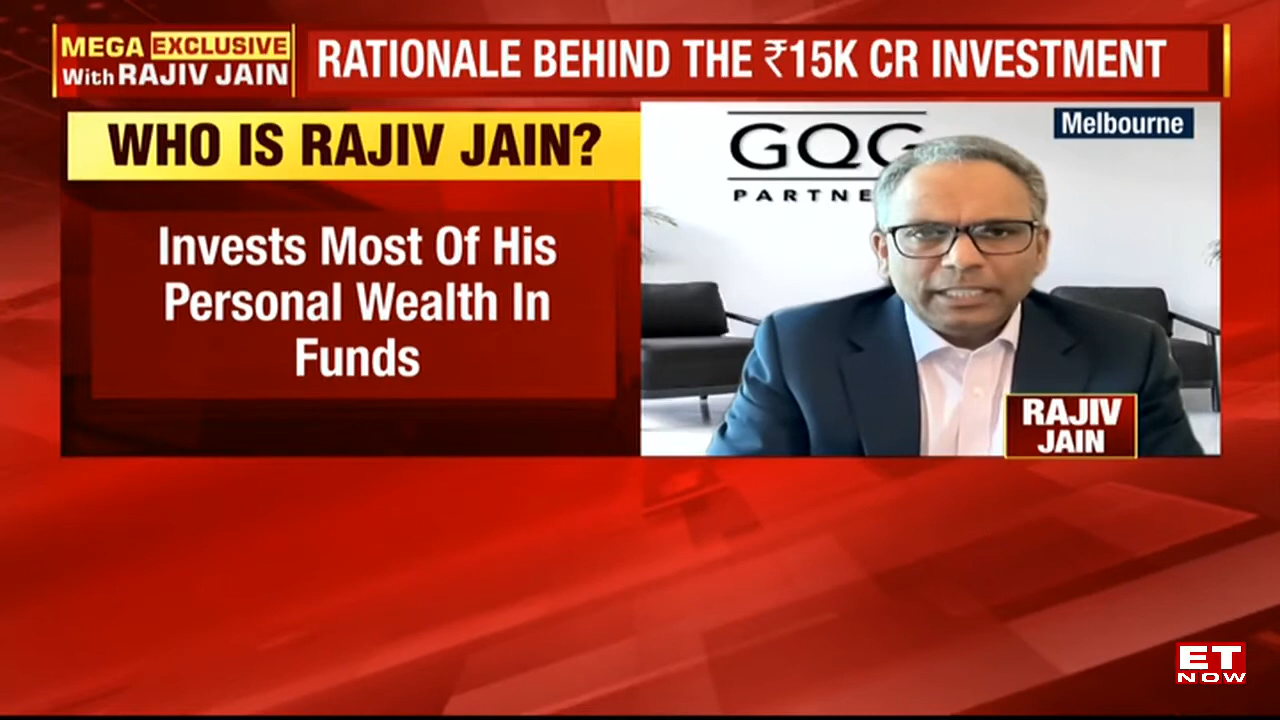 MEGA EXCLUSIVE
With RAJIV JAIN
RATIONALE BEHIND THE ₹15K CR INVESTMENT
WHO IS RAJIV JAIN?
Invests Most Of His
Personal Wealth In
Funds
GQG
PARTNE
Melbourne
RAJIV
JAIN
ET
NOW